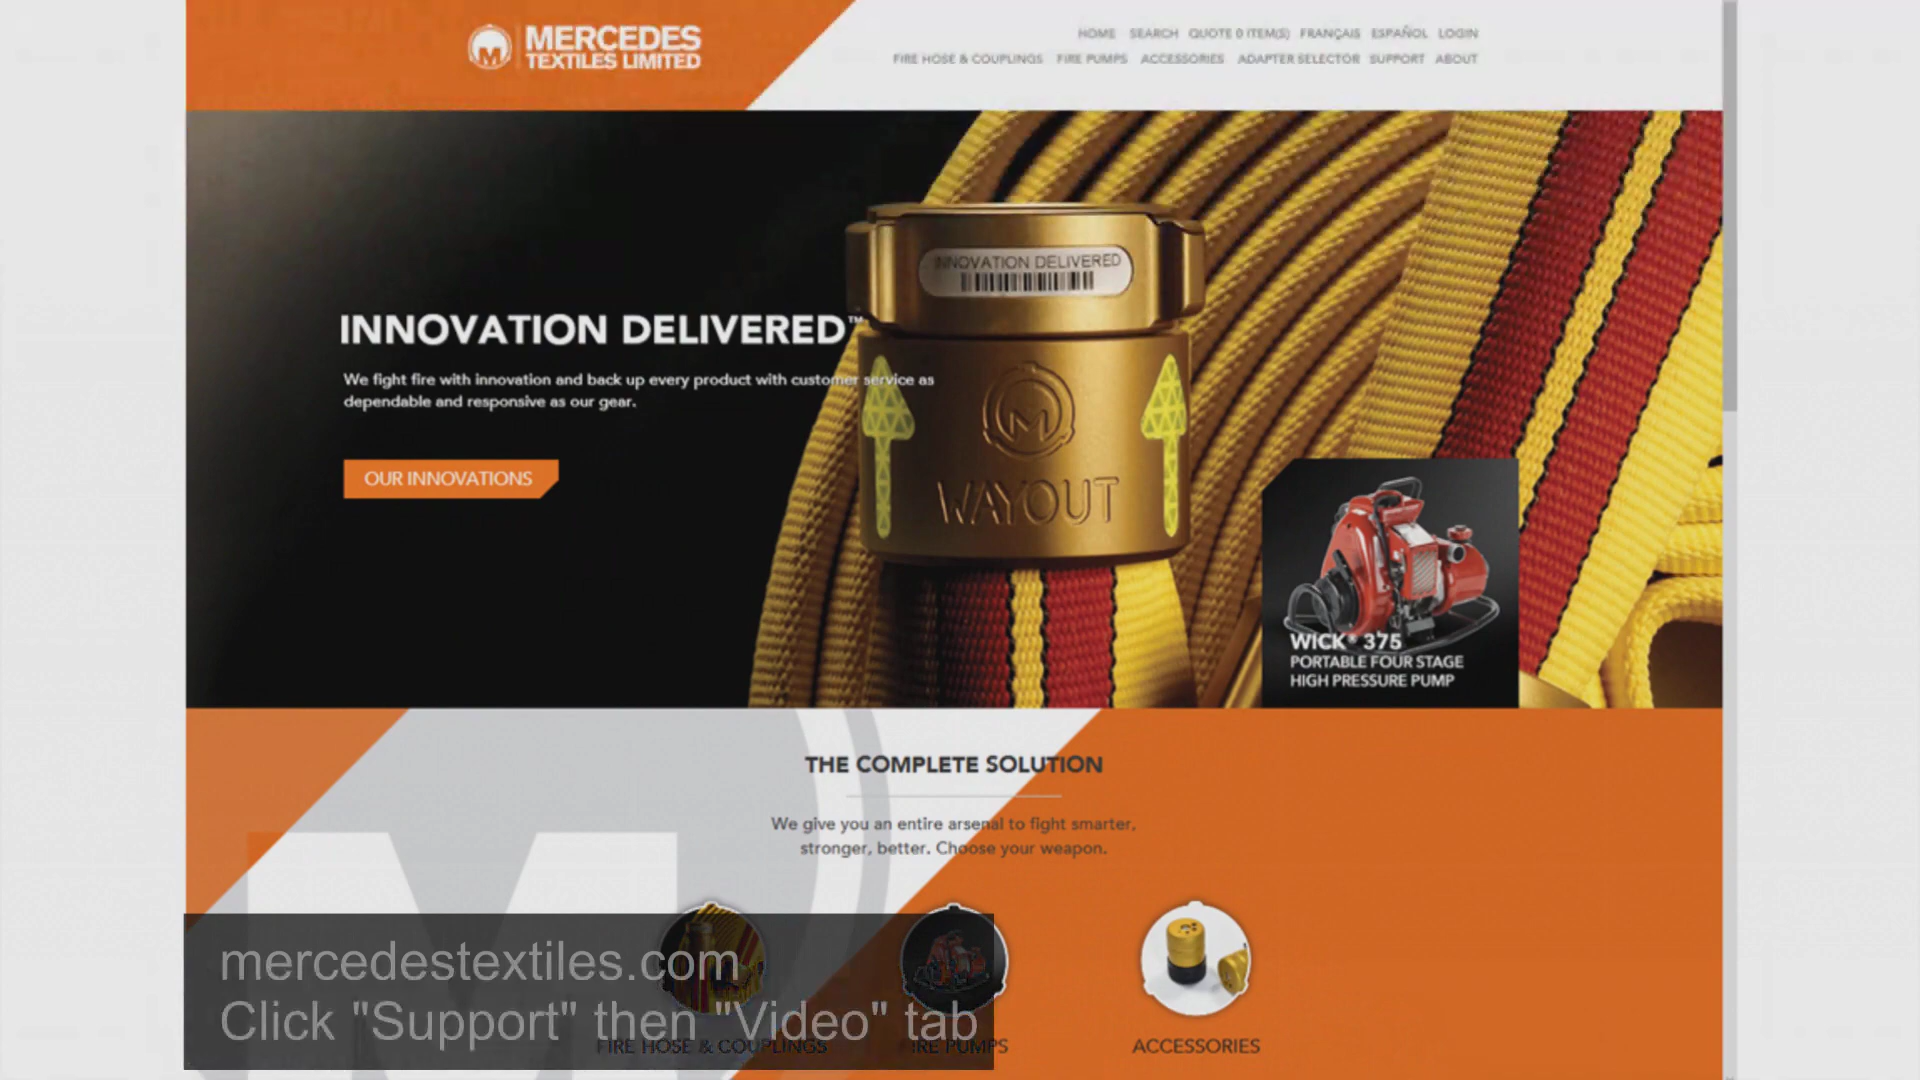 MERCEDES
TEXTILES LIMITED
HOME SEARCH QUOTE 0 ITEM(S) FRANÇAIS ESPAÑOL LOGIN
FIRE HOSE & COUPLINGS FIRE PUMPS ACCESSORIES ADAPTER SELECTOR SUPPORT ABOUT
INNOVATION DELIVERED
INNOVATION DELIVERED™
We fight fire with innovation and back up every product with customer service as
dependable and responsive as our gear.
OUR INNOVATIONS
WAYOUT
WICK® 375
PORTABLE FOUR STAGE
HIGH PRESSURE PUMP
THE COMPLETE SOLUTION
We give you an entire arsenal to fight smarter,
stronger, better. Choose your weapon.
mercedestextiles.com
Click "Support" then "Video" tab
FIRE HOSE & COUPLINGS FIRE PUMPS ACCESSORIES